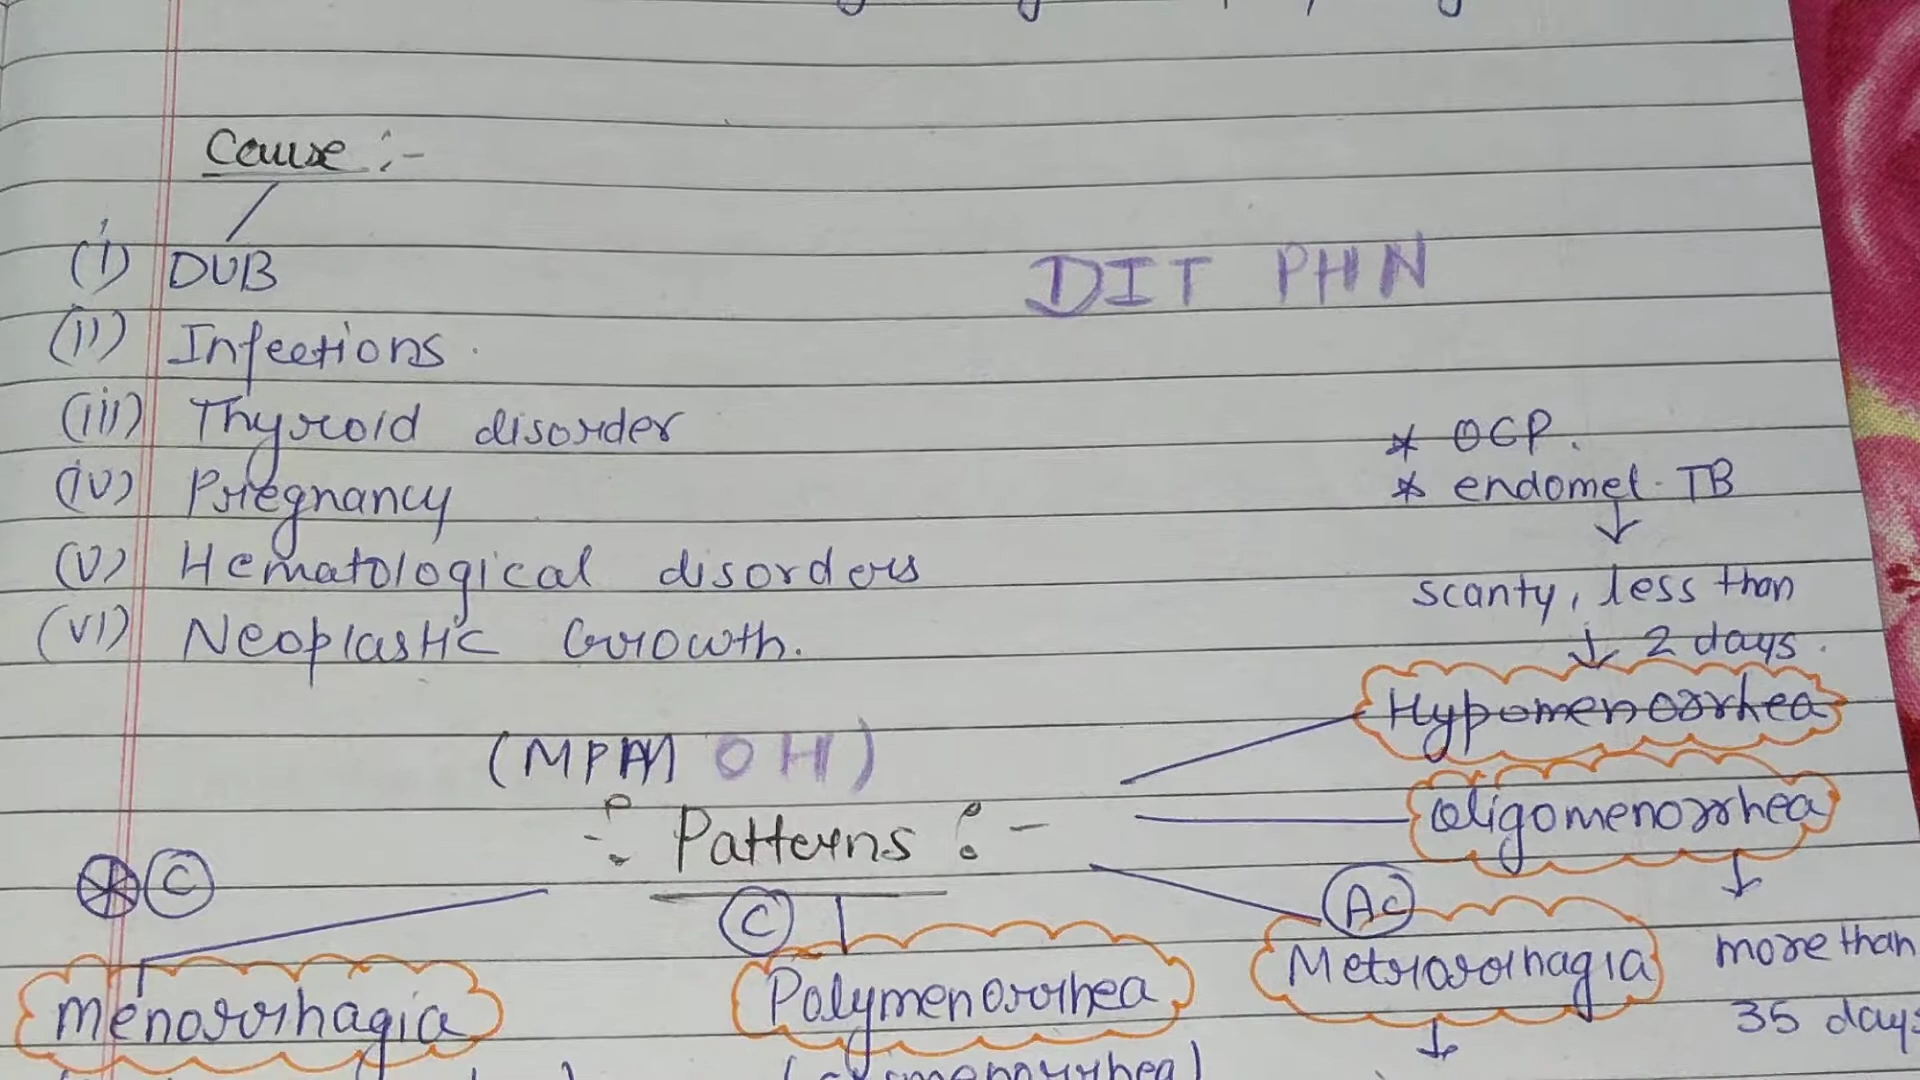 Cause :-
(i) DUB
DIT PHN
(ii) Infections.
(iii) Thyroid disorder
(iv) Pregnancy
(v) Hematological disorders
(vi) Neoplastic Growth.
* OCP.
* endomet. TB
↓
scanty, less than
↓ 2 days.
Hypomenorrhea
Oligomenorrhea
↓
more than
35 days
(MPM OH)
:- Patterns :-
C
Menorrhagia
C
Polymenorrhea
Ac
Metrorrhagia
↓